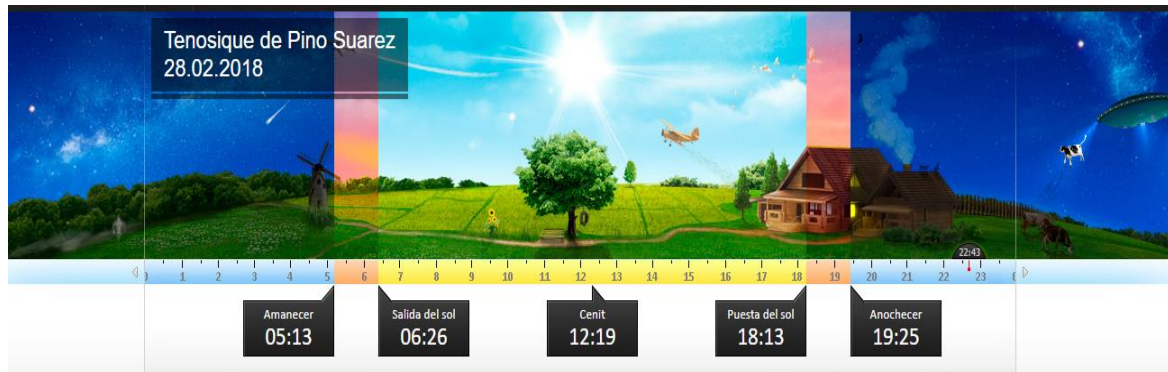 Tenosique de Pino Suarez
28.02.2018
22:43
0 1 2 3 4 5 6 7 8 9 10 11 12 13 14 15 16 17 18 19 20 21 22 23
Amanecer
05:13
Salida del sol
06:26
Cenit
12:19
Puesta del sol
18:13
Anochecer
19:25